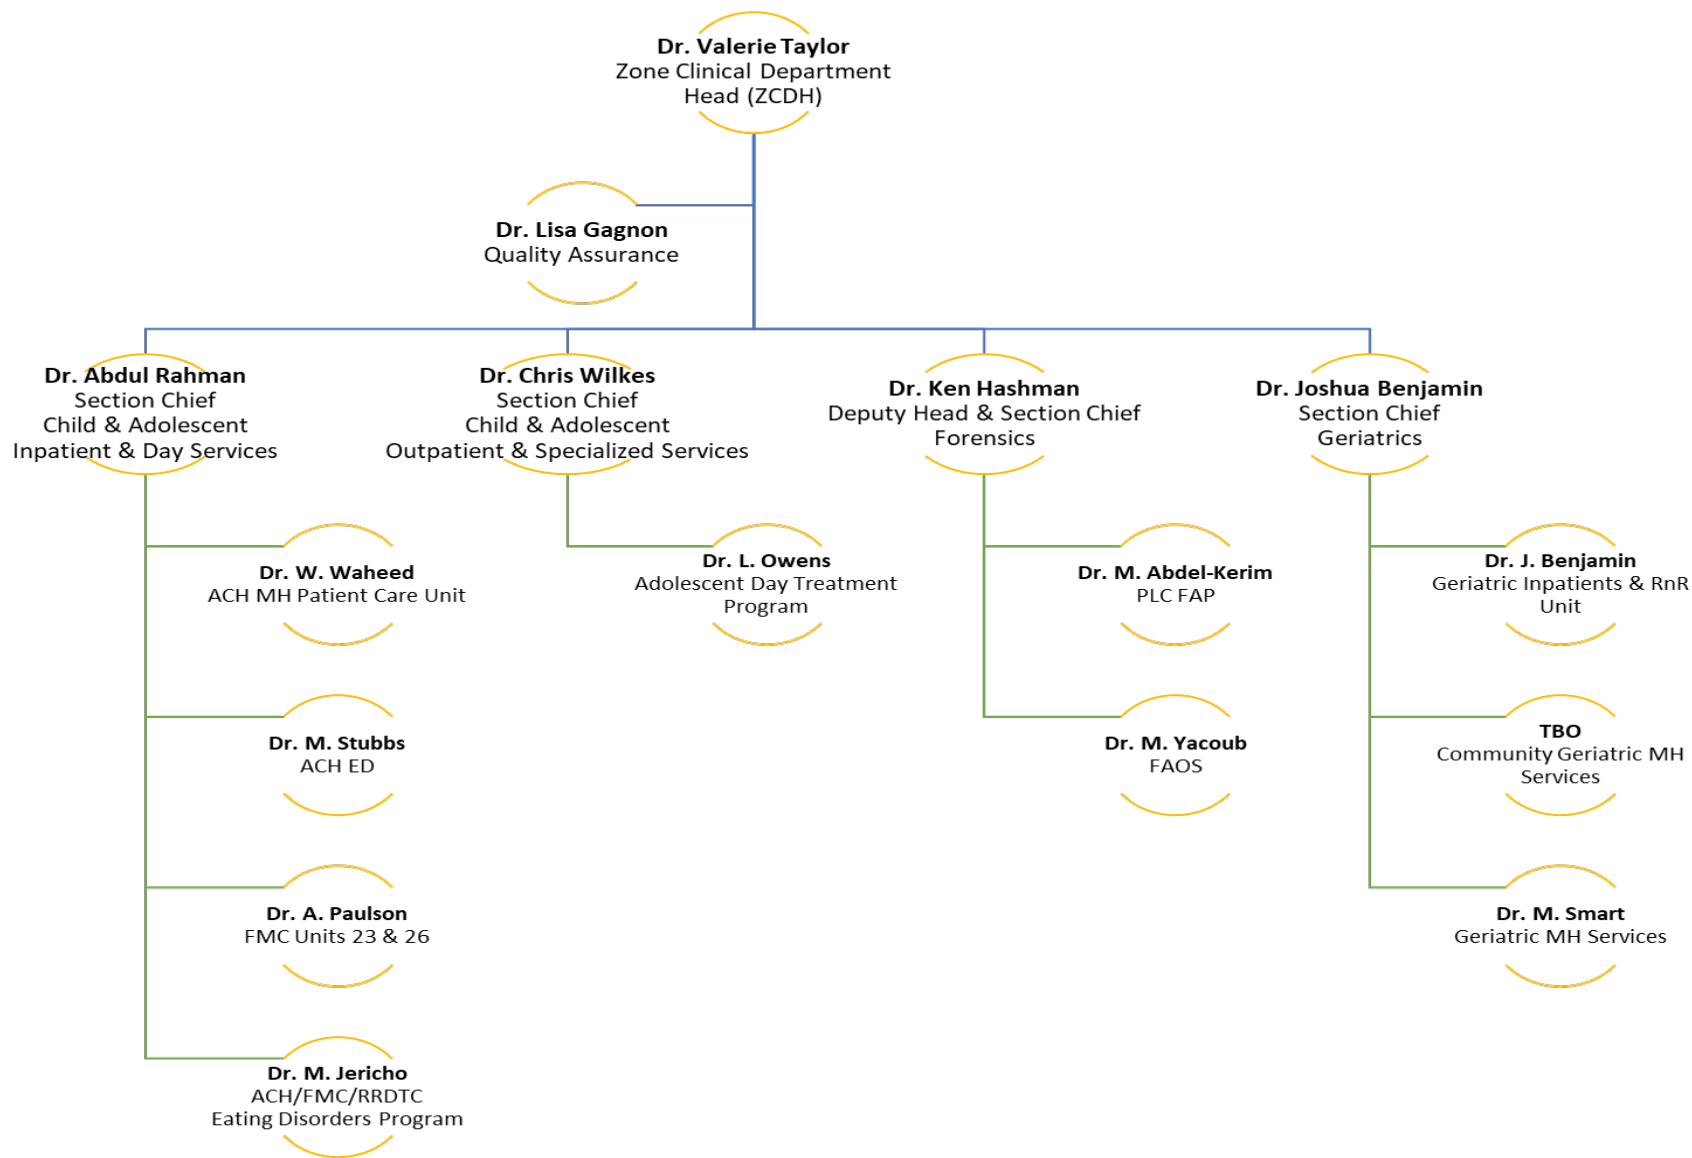 Dr. Valerie Taylor
Zone Clinical Department
Head (ZCDH)
Dr. Lisa Gagnon
Quality Assurance
Dr. Abdul Rahman
Section Chief
Child & Adolescent
Inpatient & Day Services
Dr. Chris Wilkes
Section Chief
Child & Adolescent
Outpatient & Specialized Services
Dr. Ken Hashman
Deputy Head & Section Chief
Forensics
Dr. Joshua Benjamin
Section Chief
Geriatrics
Dr. W. Waheed
ACH MH Patient Care Unit
Dr. M. Stubbs
ACH ED
Dr. A. Paulson
FMC Units 23 & 26
Dr. M. Jericho
ACH/FMC/RRDTC
Eating Disorders Program
Dr. L. Owens
Adolescent Day Treatment
Program
Dr. M. Abdel-Kerim
PLC FAP
Dr. M. Yacoub
FAOS
Dr. J. Benjamin
Geriatric Inpatients & RnR
Unit
TBO
Community Geriatric MH
Services
Dr. M. Smart
Geriatric MH Services